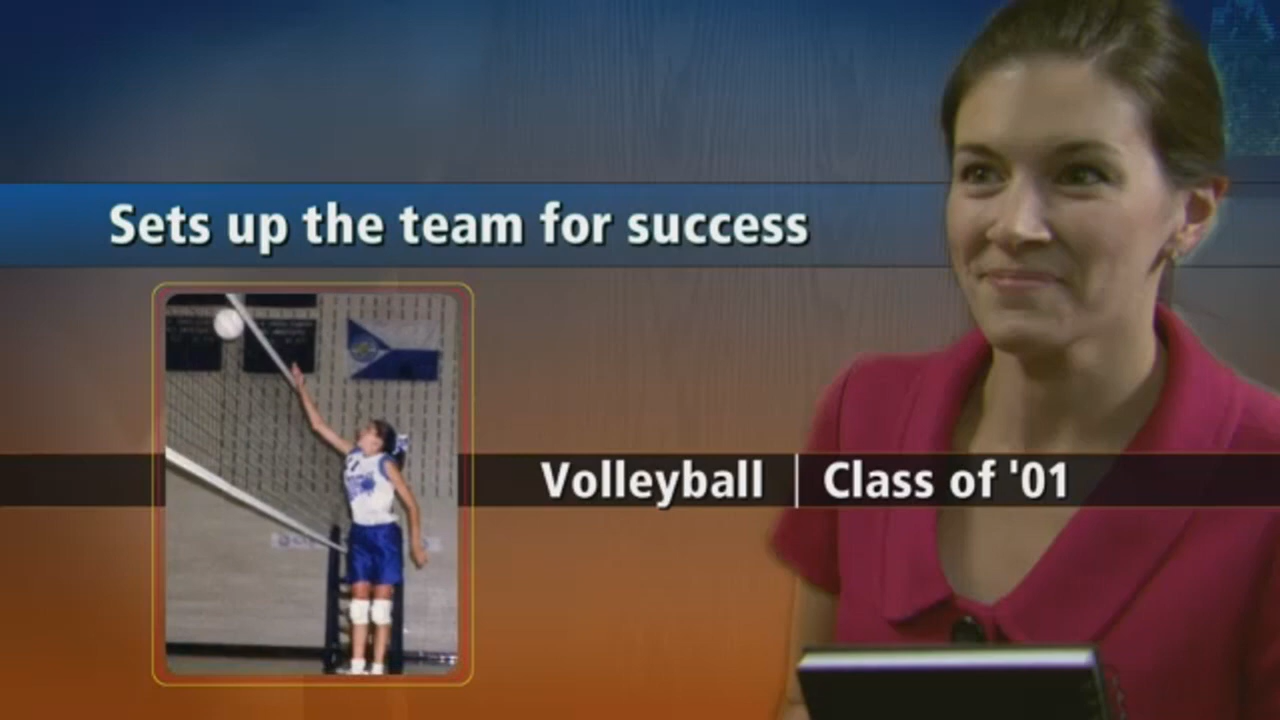 Sets up the team for success
Volleyball | Class of '01